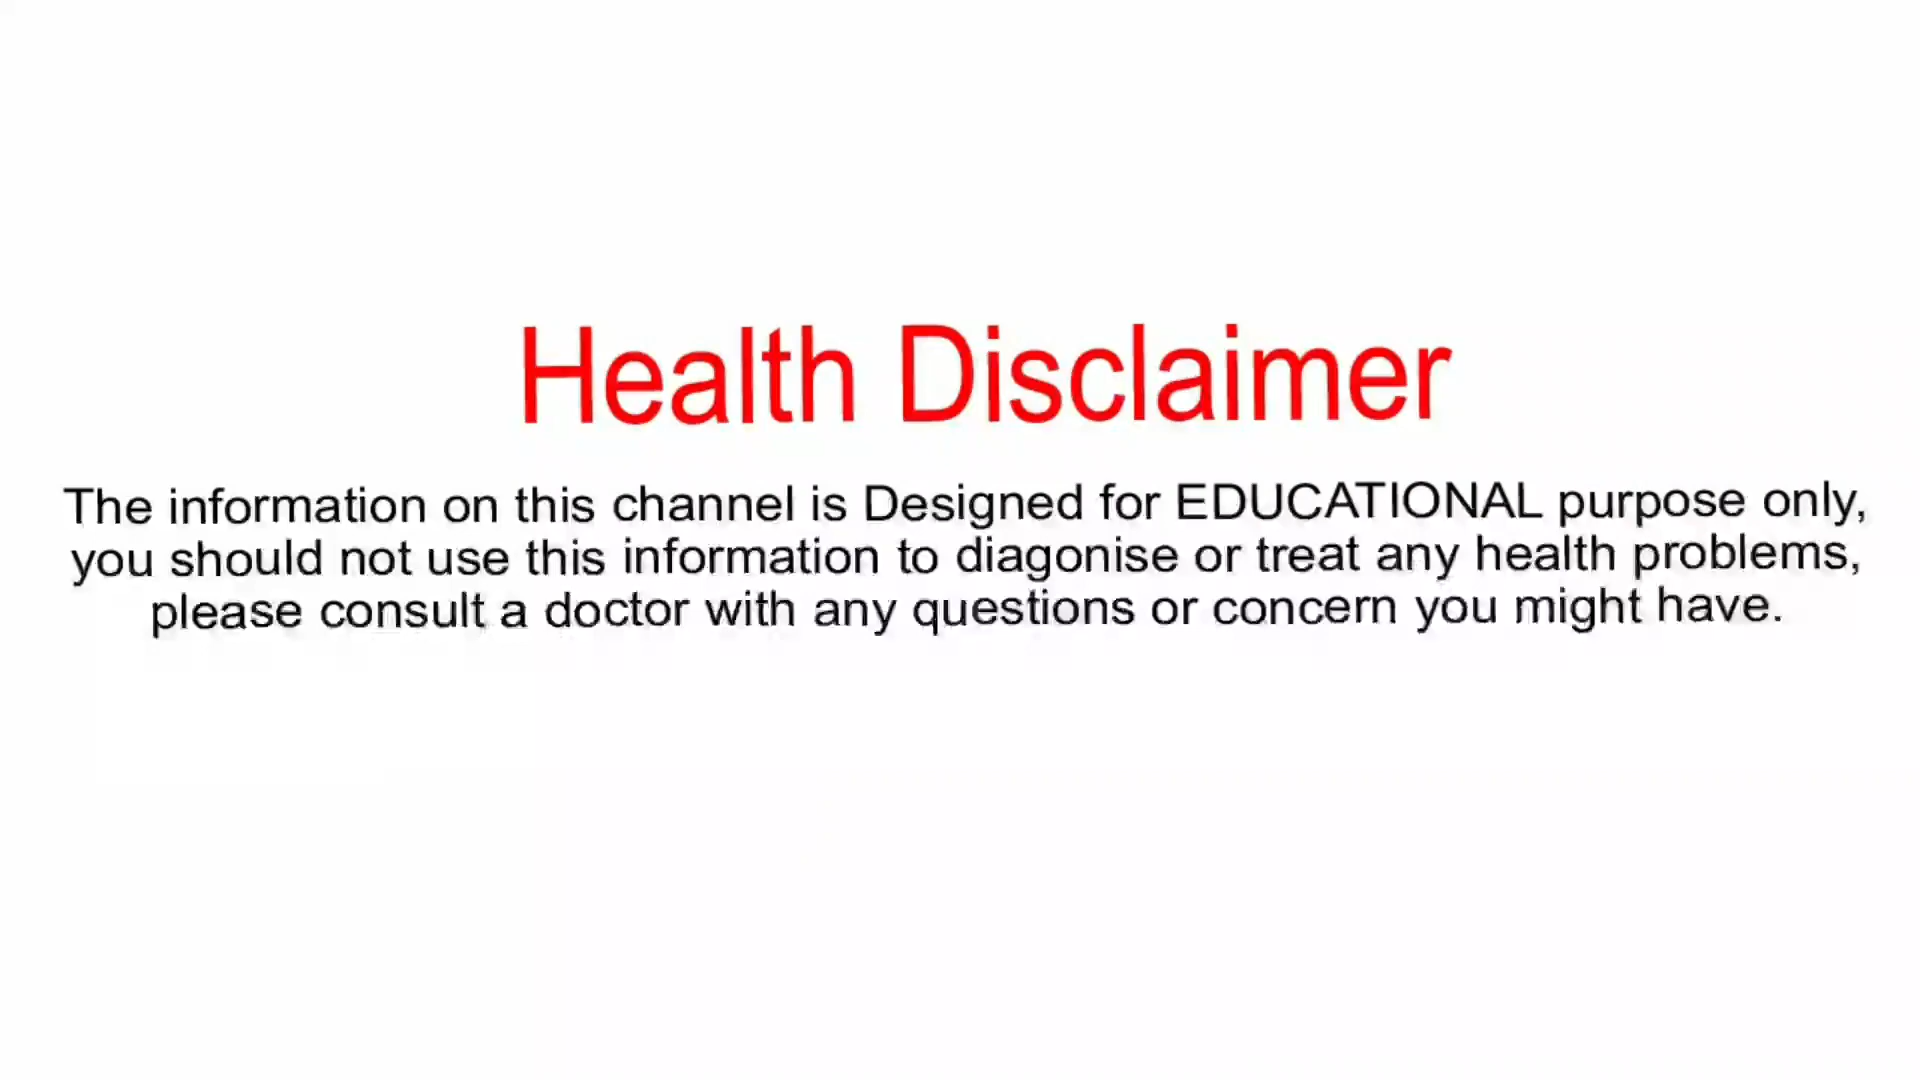 Health Disclaimer
The information on this channel is Designed for EDUCATIONAL purpose only,
you should not use this information to diagonise or treat any health problems,
please consult a doctor with any questions or concern you might have.